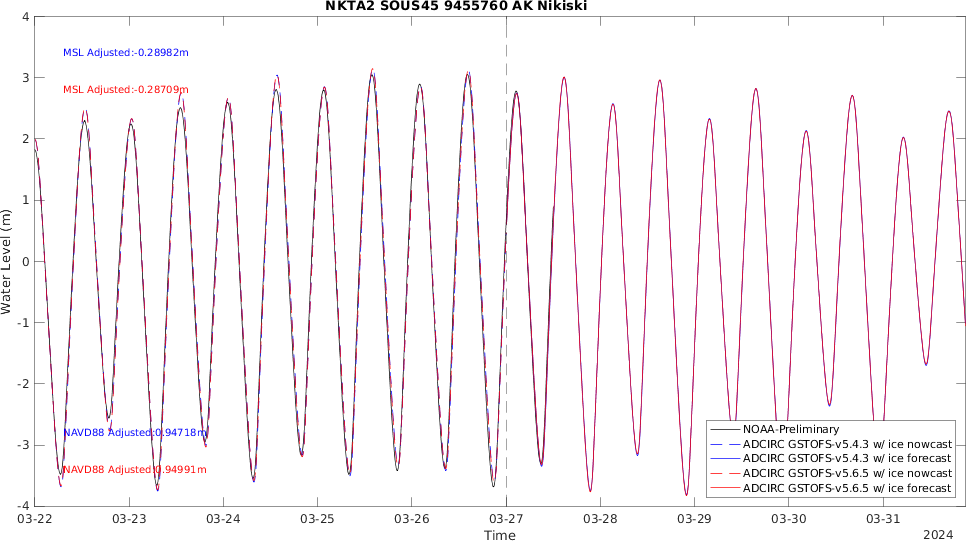 NKTA2 SOUS45 9455760 AK Nikiski
4
MSL Adjusted:-0.28982m
3
MSL Adjusted:-0.28709m
2
1
0
-1
-2
-3
-4
Water Level (m)
NAVD88 Adjusted:0.94718m
NAVD88 Adjusted:0.94991m
NOAA-Preliminary
ADCIRC GSTOFS-v5.4.3 w/ ice nowcast
ADCIRC GSTOFS-v5.4.3 w/ ice forecast
ADCIRC GSTOFS-v5.6.5 w/ ice nowcast
ADCIRC GSTOFS-v5.6.5 w/ ice forecast
03-22 03-23 03-24 03-25 03-26 03-27 03-28 03-29 03-30 03-31
Time
2024